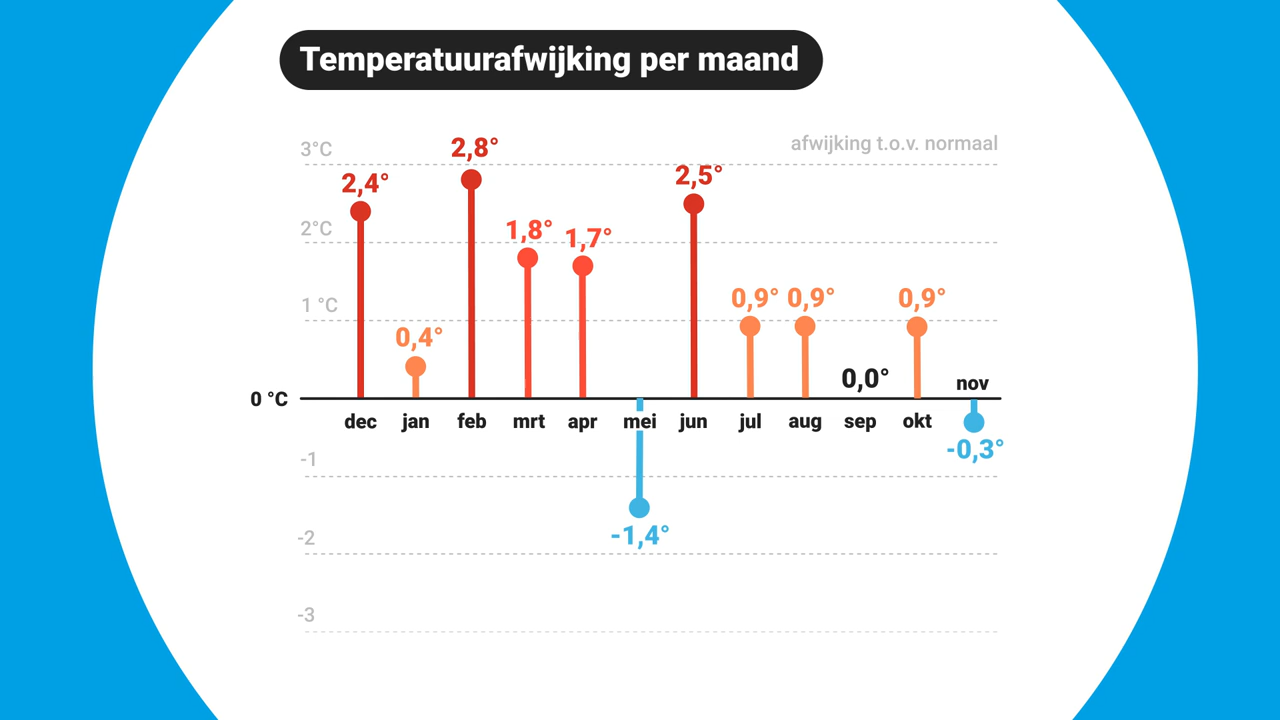 Temperatuurafwijking per maand
afwijking t.o.v. normaal
3°C
2°C
1 °C
0 °C
-1
-2
-3
2,4°
0,4°
2,8°
1,8°
1,7°
-1,4°
2,5°
0,9°
0,9°
0,0°
0,9°
-0,3°
dec jan feb mrt apr mei jun jul aug sep okt nov